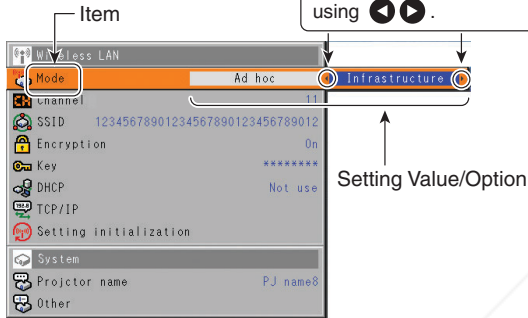 Item
using ◀ ▶ .
Wireless LAN
Mode Ad hoc Infrastructure
Channel 11
SSID 12345678901234567890123456789012
Encryption On
Key ********
DHCP Not use
TCP/IP
Setting initialization
Setting Value/Option
System
Projctor name PJ name8
Other